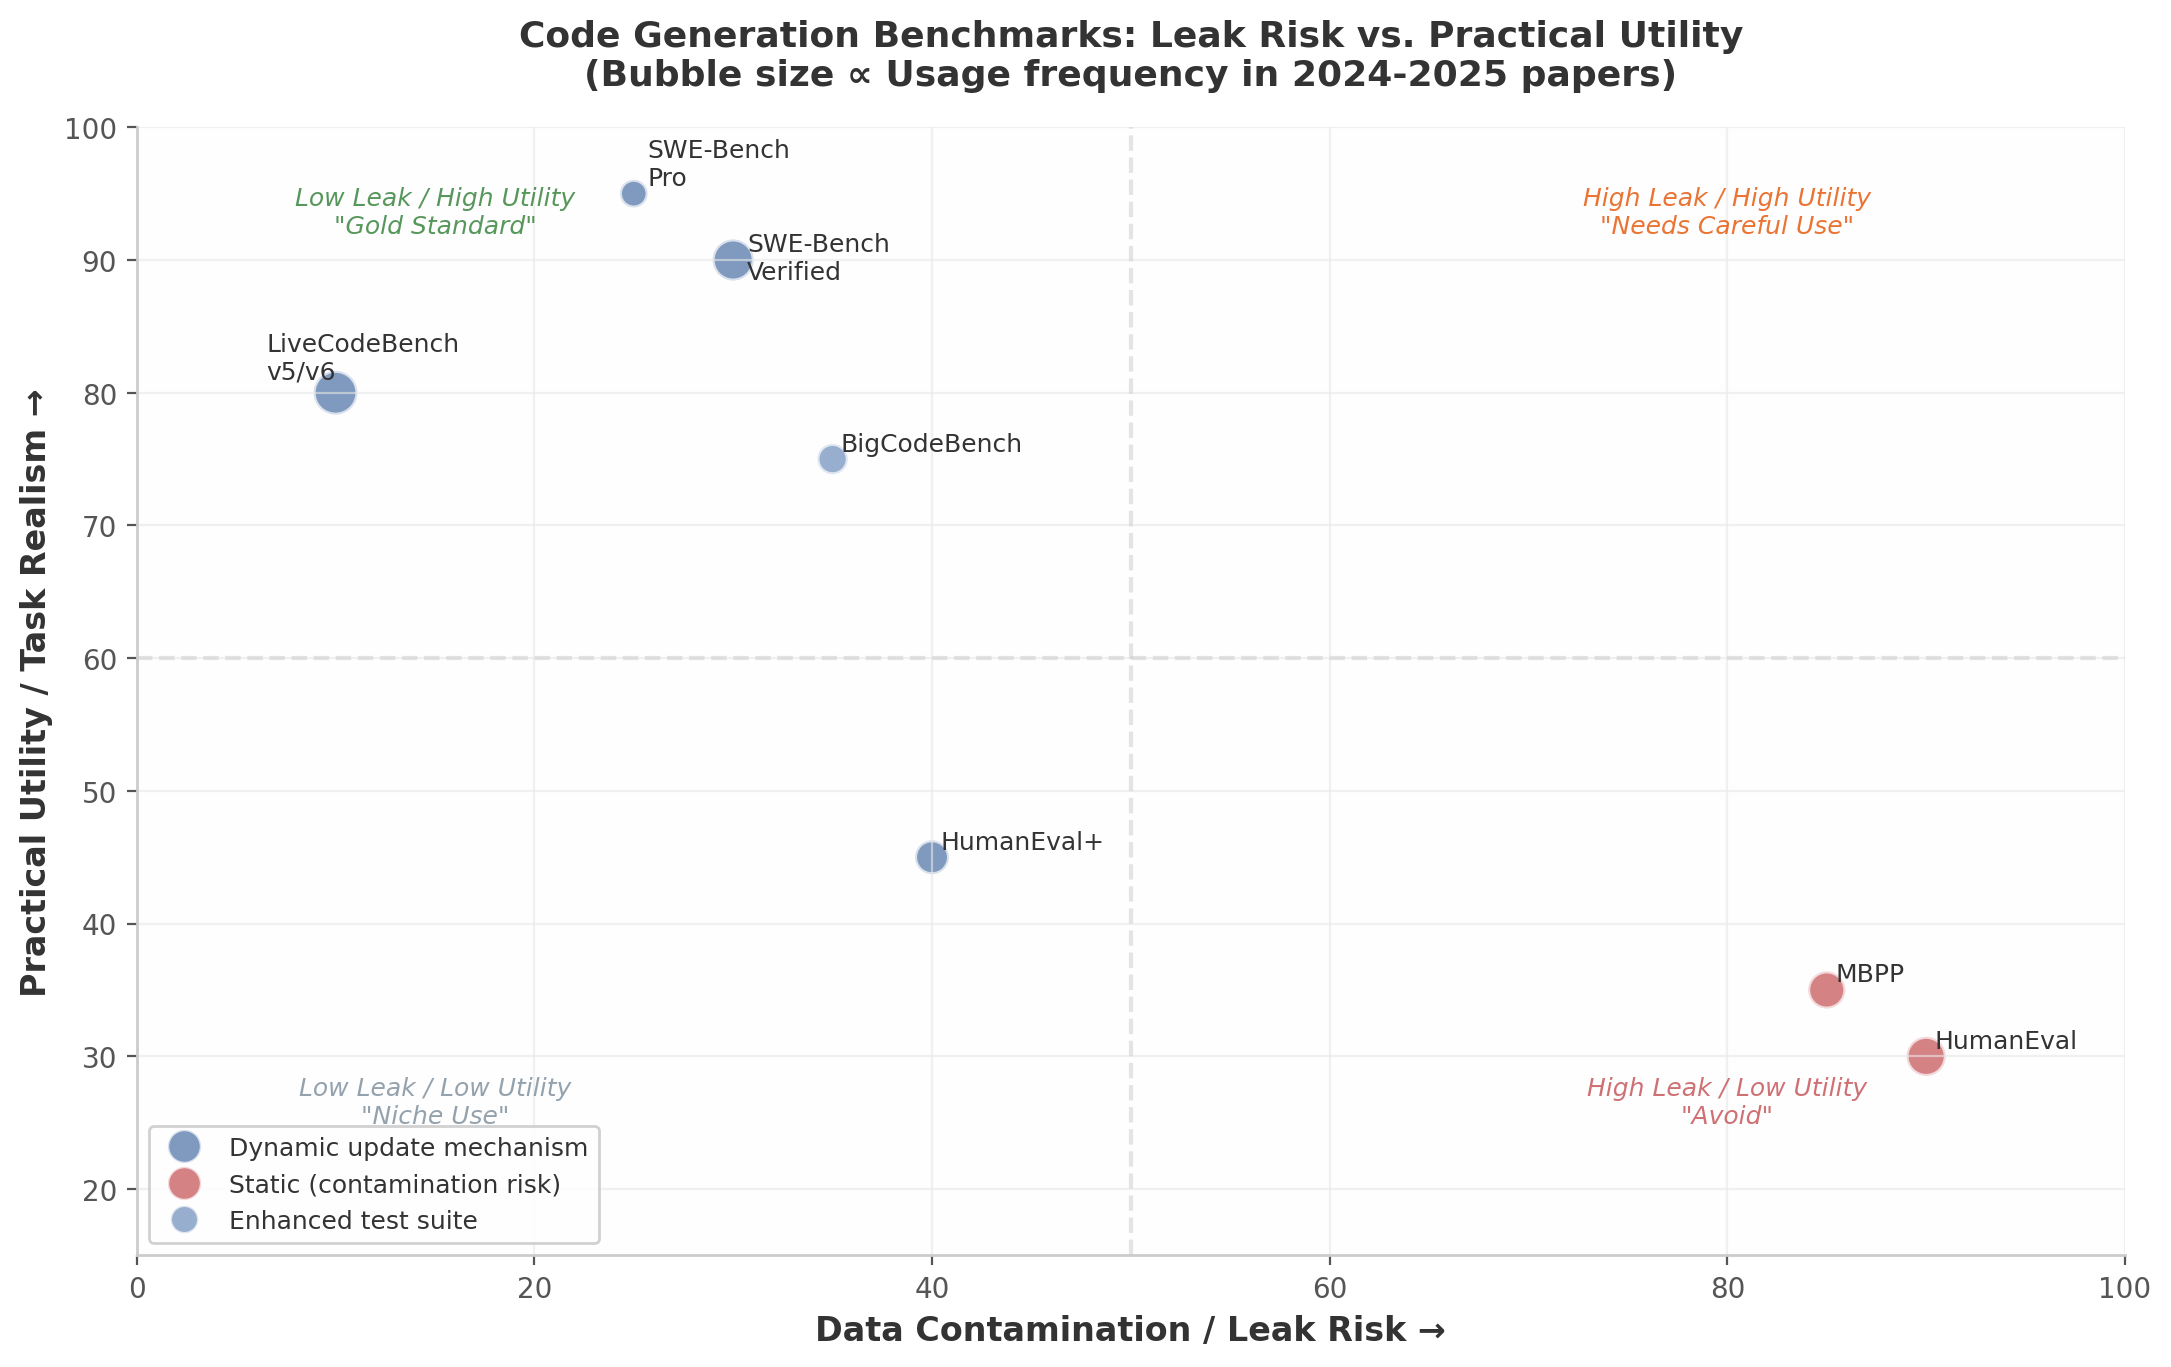 Code Generation Benchmarks: Leak Risk vs. Practical Utility
(Bubble size ∝ Usage frequency in 2024-2025 papers)
Practical Utility / Task Realism →
100
90
80
70
60
50
40
30
20
SWE-Bench
Pro
Low Leak / High Utility
"Gold Standard"
High Leak / High Utility
"Needs Careful Use"
SWE-Bench
Verified
LiveCodeBench
v5/v6
BigCodeBench
HumanEval+
MBPP
HumanEval
Low Leak / Low Utility
"Niche Use"
High Leak / Low Utility
"Avoid"
Dynamic update mechanism
Static (contamination risk)
Enhanced test suite
0
20
40
60
80
100
Data Contamination / Leak Risk →